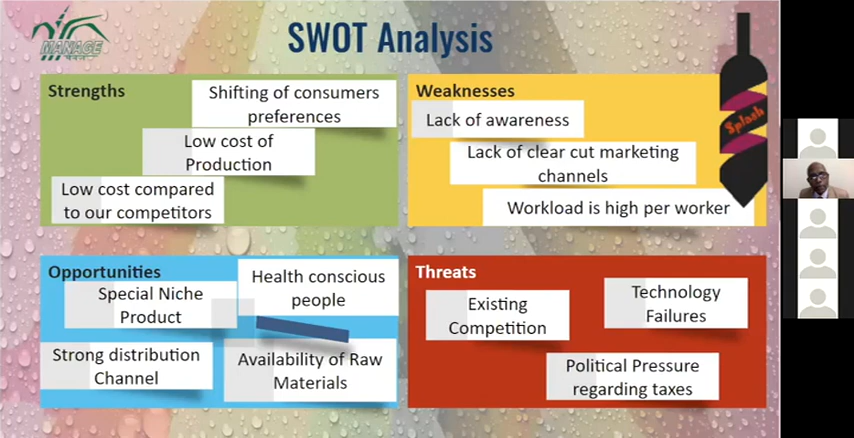 MANAGE
SWOT Analysis
Strengths
Shifting of consumers
preferences
Low cost of
Production
Low cost compared
to our competitors
Weaknesses
Lack of awareness
Lack of clear cut marketing
channels
Workload is high per worker
Splash
Opportunities
Health conscious
people
Special Niche
Product
Strong distribution
Channel
Availability of Raw
Materials
Threats
Existing
Competition
Technology
Failures
Political Pressure
regarding taxes